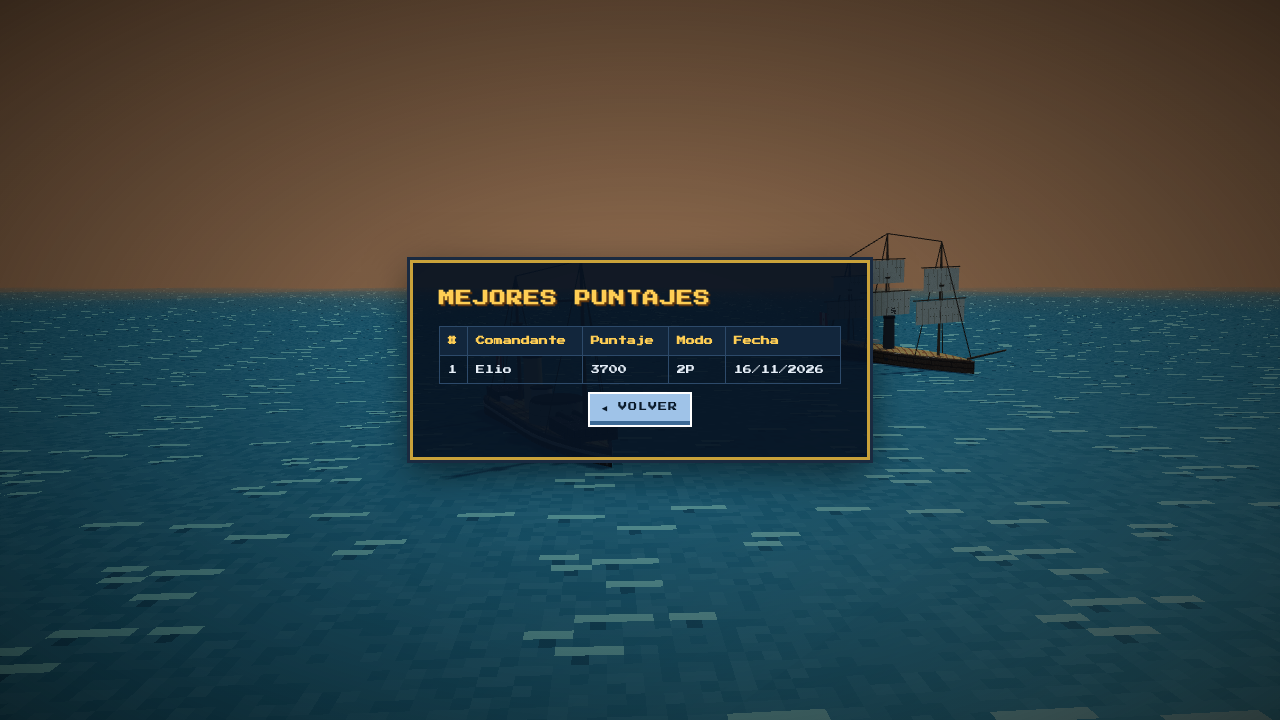 MEJORES PUNTAJES
# Comandante Puntaje Modo Fecha
1 Elio 3700 2P 16/11/2026
◂ VOLVER